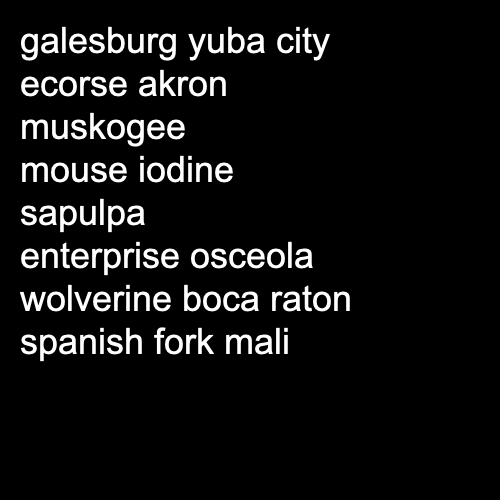 galesburg yuba city
ecorse akron
muskogee
mouse iodine
sapulpa
enterprise osceola
wolverine boca raton
spanish fork mali